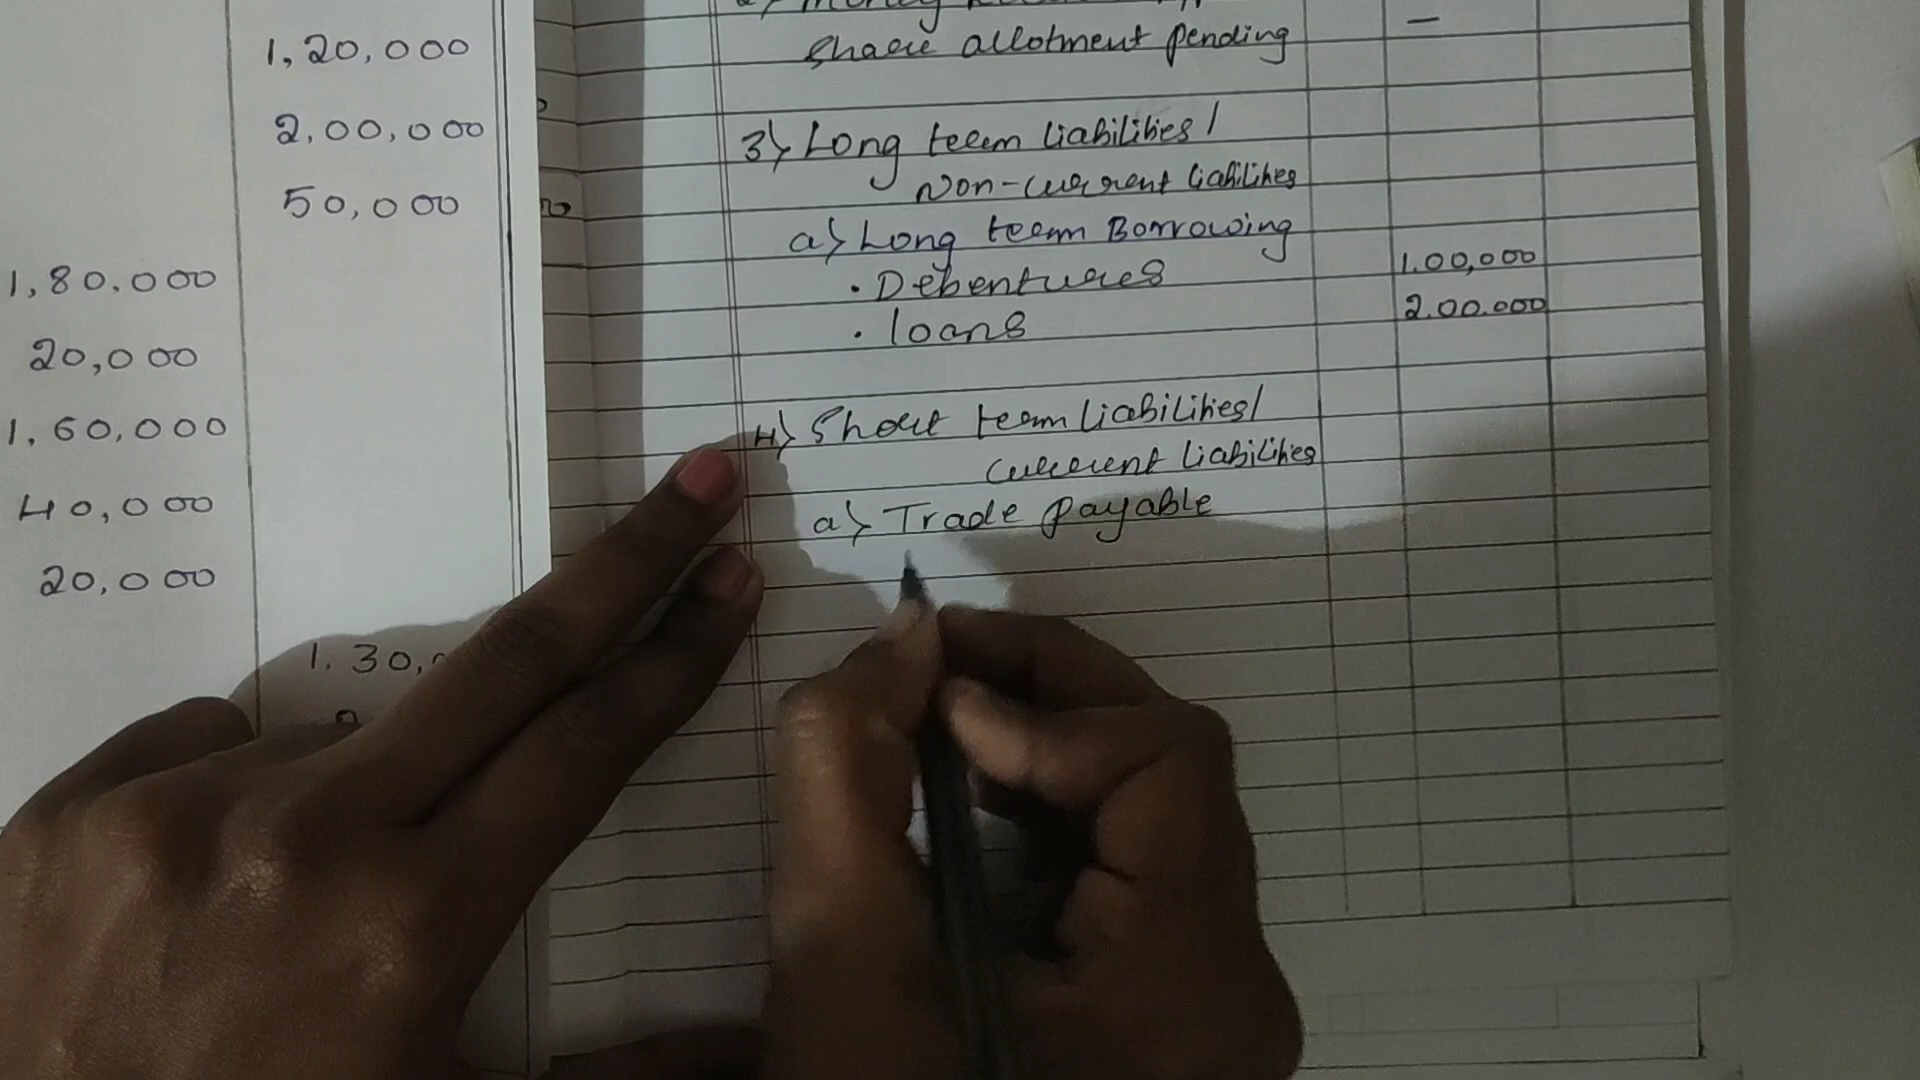 1,20,000
2,00,000
50,000
1,80.000
20,000
1,60,000
40,000
20,000
1.30,
share allotment pending —
3) Long term liabilities /
Non-current liabilities
a) Long term Borrowing
• Debentures 1.00,000
• loans 2.00.000
4) Short term liabilities/
current liabilities
a) Trade payable